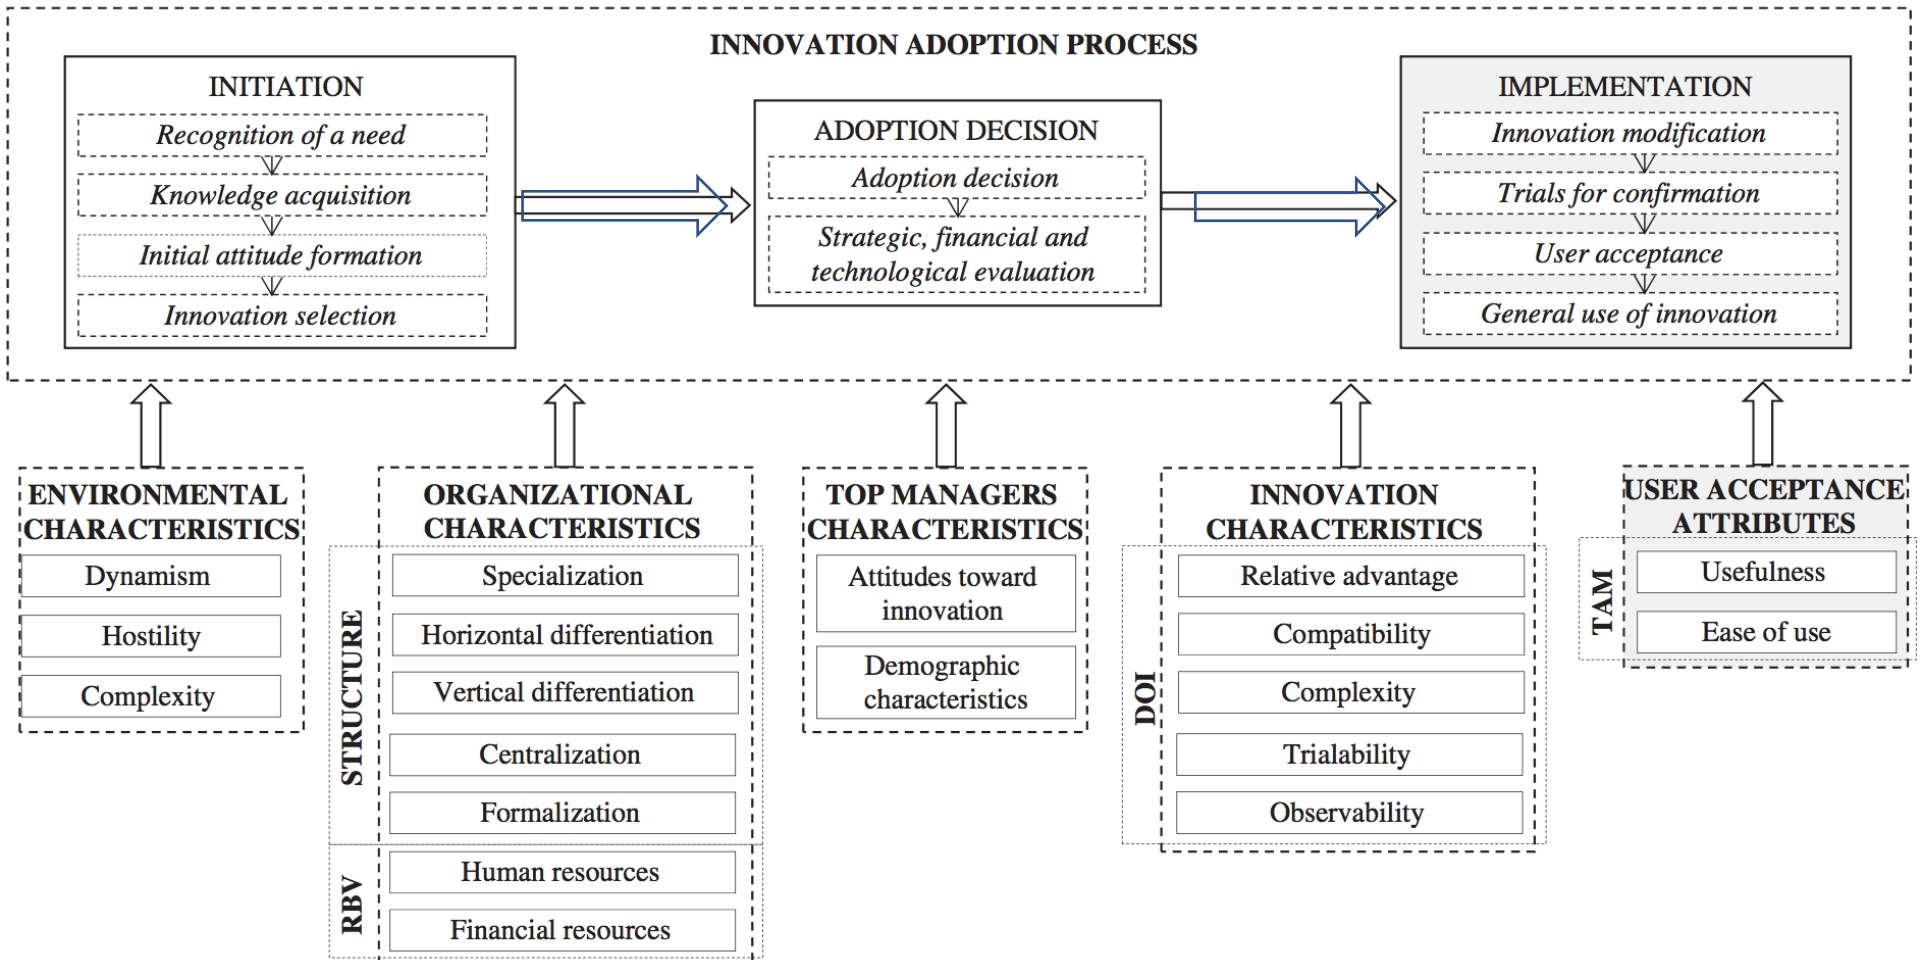 INNOVATION ADOPTION PROCESS
INITIATION
Recognition of a need
Knowledge acquisition
Initial attitude formation
Innovation selection
ADOPTION DECISION
Adoption decision
Strategic, financial and
technological evaluation
IMPLEMENTATION
Innovation modification
Trials for confirmation
User acceptance
General use of innovation
ENVIRONMENTAL
CHARACTERISTICS
Dynamism
Hostility
Complexity
ORGANIZATIONAL
CHARACTERISTICS
STRUCTURE
Specialization
Horizontal differentiation
Vertical differentiation
Centralization
Formalization
RBV
Human resources
Financial resources
TOP MANAGERS
CHARACTERISTICS
Attitudes toward
innovation
Demographic
characteristics
INNOVATION
CHARACTERISTICS
DOI
Relative advantage
Compatibility
Complexity
Trialability
Observability
USER ACCEPTANCE
ATTRIBUTES
TAM
Usefulness
Ease of use